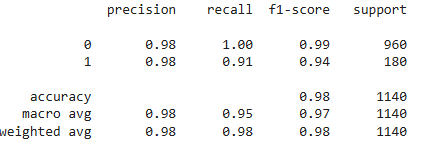 precision recall f1-score support
0 0.98 1.00 0.99 960
1 0.98 0.91 0.94 180
accuracy 0.98 1140
macro avg 0.98 0.95 0.97 1140
weighted avg 0.98 0.98 0.98 1140